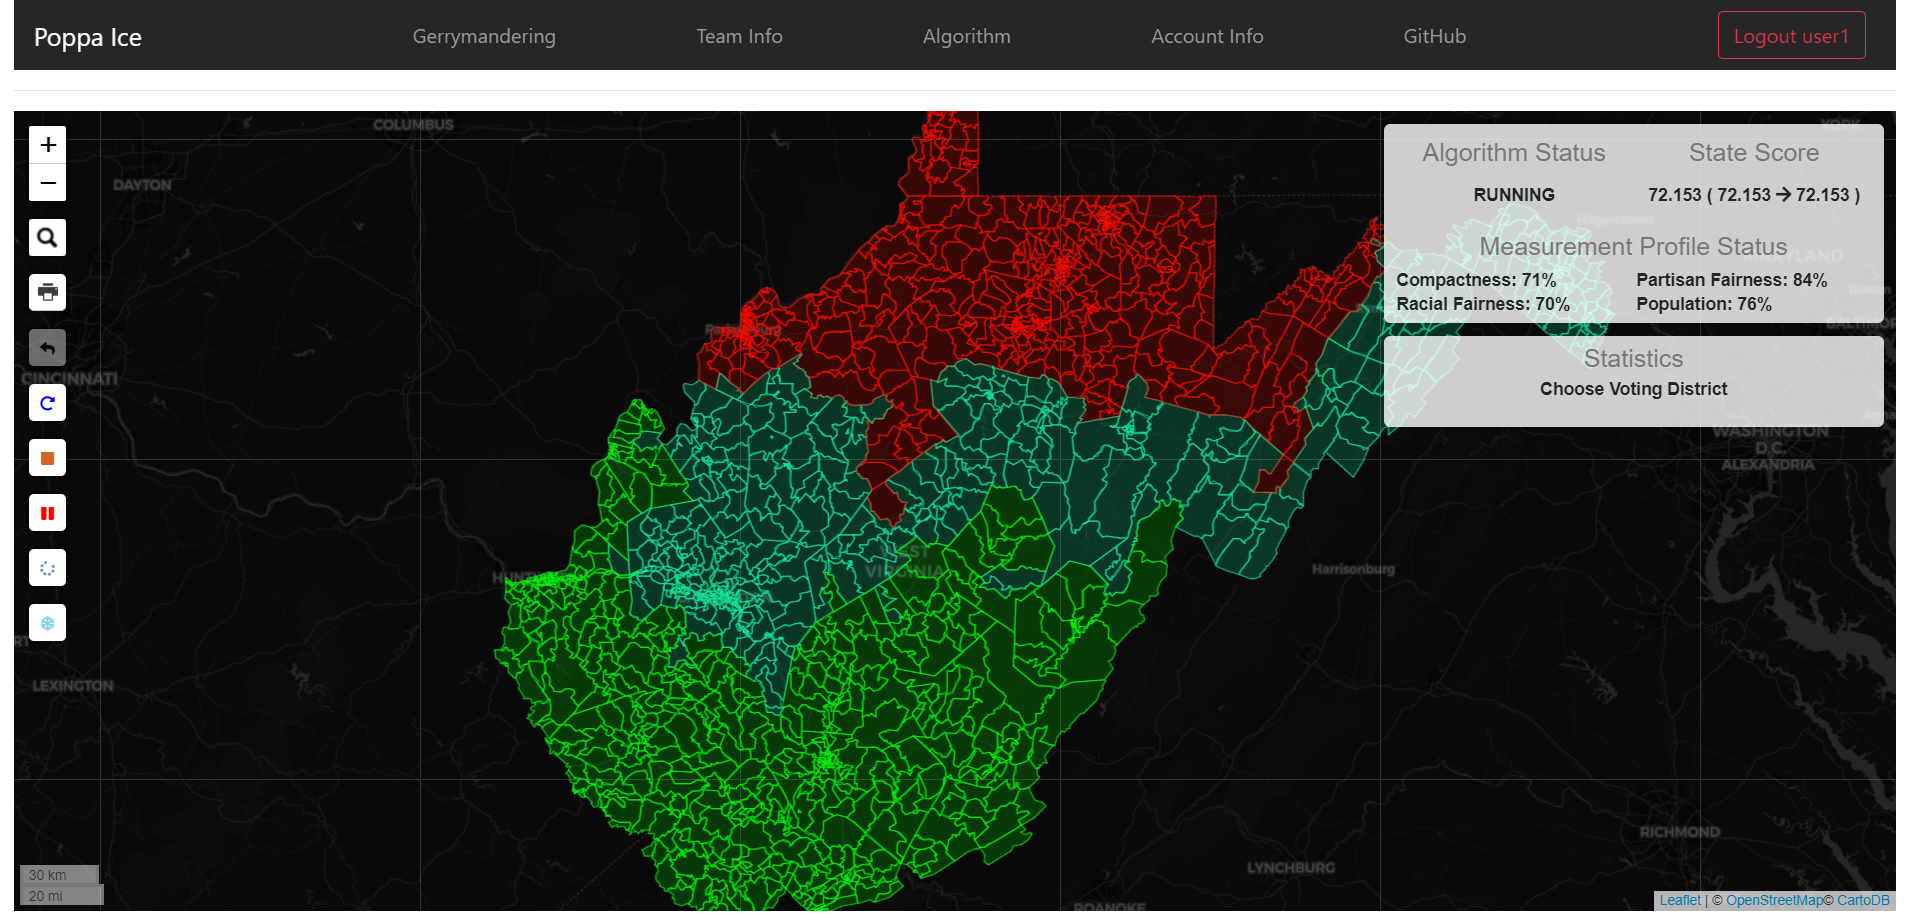 Poppa Ice Gerrymandering Team Info Algorithm Account Info GitHub Logout user1
COLUMBUS
YORK
DAYTON
+
−
Algorithm Status State Score
RUNNING 72.153 ( 72.153 → 72.153 )
Hagerstown
Measurement Profile Status
MARYLAND
Compactness: 71% Partisan Fairness: 84%
Racial Fairness: 70% Population: 76%
Statistics
Choose Voting District
CINCINNATI
WASHINGTON
D.C.
ALEXANDRIA
WEST
VIRGINIA
Harrisonburg
LEXINGTON
RICHMOND
LYNCHBURG
ROANOKE
30 km
20 mi
Leaflet | © OpenStreetMap© CartoDB